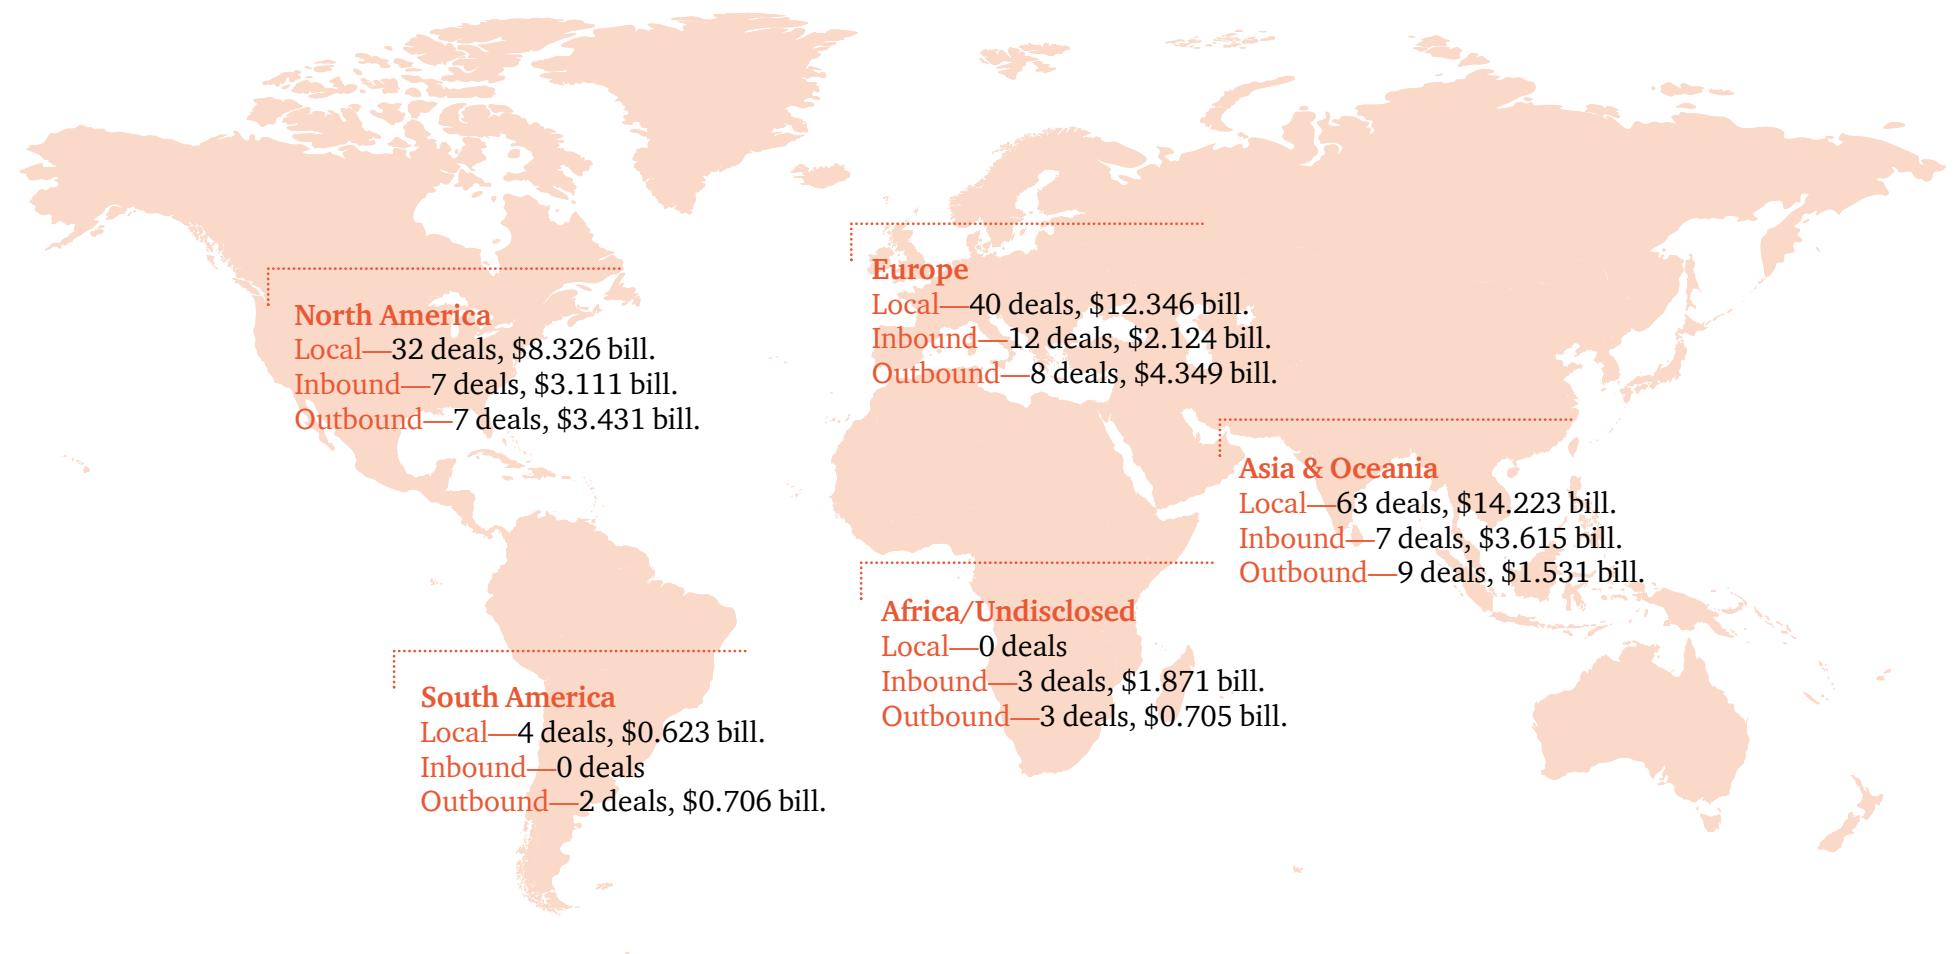 North America
Local—32 deals, $8.326 bill.
Inbound—7 deals, $3.111 bill.
Outbound—7 deals, $3.431 bill.
Europe
Local—40 deals, $12.346 bill.
Inbound—12 deals, $2.124 bill.
Outbound—8 deals, $4.349 bill.
Asia & Oceania
Local—63 deals, $14.223 bill.
Inbound—7 deals, $3.615 bill.
Outbound—9 deals, $1.531 bill.
Africa/Undisclosed
Local—0 deals
Inbound—3 deals, $1.871 bill.
Outbound—3 deals, $0.705 bill.
South America
Local—4 deals, $0.623 bill.
Inbound—0 deals
Outbound—2 deals, $0.706 bill.